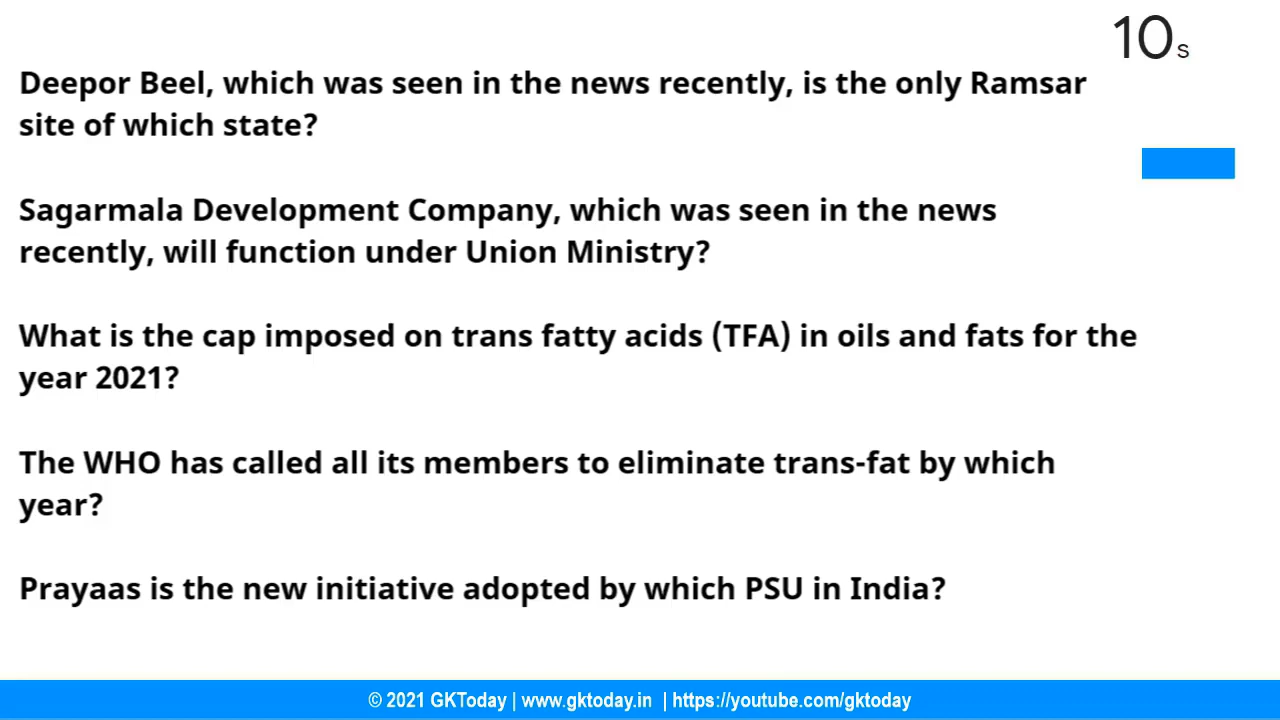 10s
Deepor Beel, which was seen in the news recently, is the only Ramsar
site of which state?
Sagarmala Development Company, which was seen in the news
recently, will function under Union Ministry?
What is the cap imposed on trans fatty acids (TFA) in oils and fats for the
year 2021?
The WHO has called all its members to eliminate trans-fat by which
year?
Prayaas is the new initiative adopted by which PSU in India?
© 2021 GKToday | www.gktoday.in | https://youtube.com/gktoday